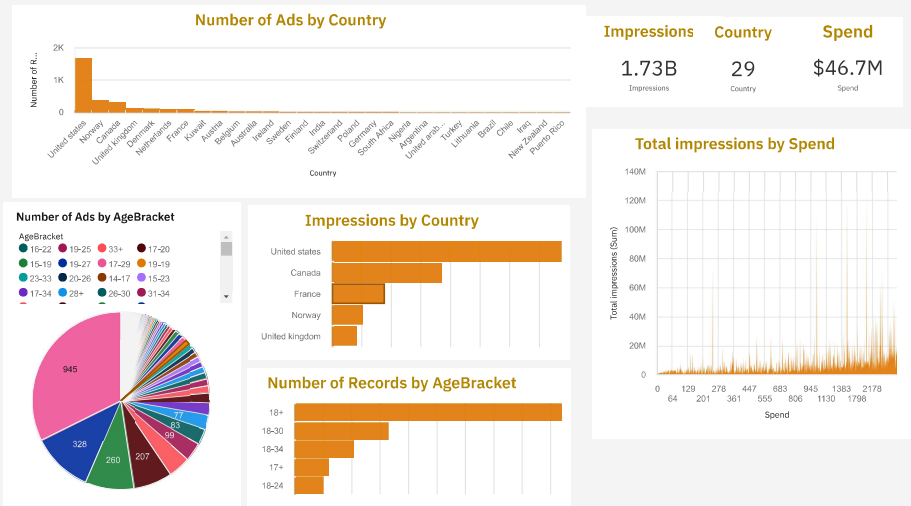 Number of Ads by Country
Number of R...
2K
1K
0
United states
Norway
Canada
United kingdom
Denmark
Netherlands
France
Kuwait
Austria
Belgium
Australia
Ireland
Sweden
Finland
India
Switzerland
Poland
Germany
South Africa
Nigeria
Argentina
United arab...
Turkey
Lithuania
Brazil
Chile
Iraq
New Zealand
Puerto Rico
Country
Impressions Country Spend
1.73B 29 $46.7M
Impressions Country Spend
Number of Ads by AgeBracket
AgeBracket
16-22 19-25 33+ 17-20
15-19 19-27 17-29 19-19
23-33 20-26 14-17 15-23
17-34 28+ 26-30 31-34
945
328
260
207
99
83
77
Impressions by Country
United states
Canada
France
Norway
United kingdom
Number of Records by AgeBracket
18+
18-30
18-34
17+
18-24
Total impressions by Spend
Total impressions (Sum)
140M
120M
100M
80M
60M
40M
20M
0
0 129 278 447 683 945 1383 2178
64 201 361 555 806 1130 1798
Spend